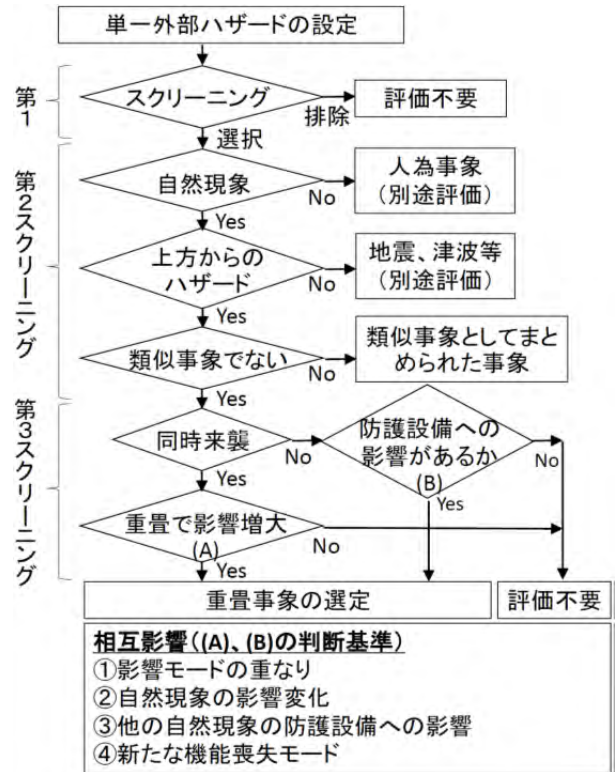 単一外部ハザードの設定
第1
スクリーニング
評価不要
排除
選択
第2スクリーニング
自然現象
No
人為事象
(別途評価)
Yes
上方からの
ハザード
No
地震、津波等
(別途評価)
Yes
類似事象でない
No
類似事象としてまと
められた事象
Yes
第3スクリーニング
同時来襲
No
防護設備への
影響があるか
(B)
No
Yes
Yes
重畳で影響増大
(A)
No
Yes
重畳事象の選定
評価不要
相互影響((A)、(B)の判断基準)
①影響モードの重なり
②自然現象の影響変化
③他の自然現象の防護設備への影響
④新たな機能喪失モード